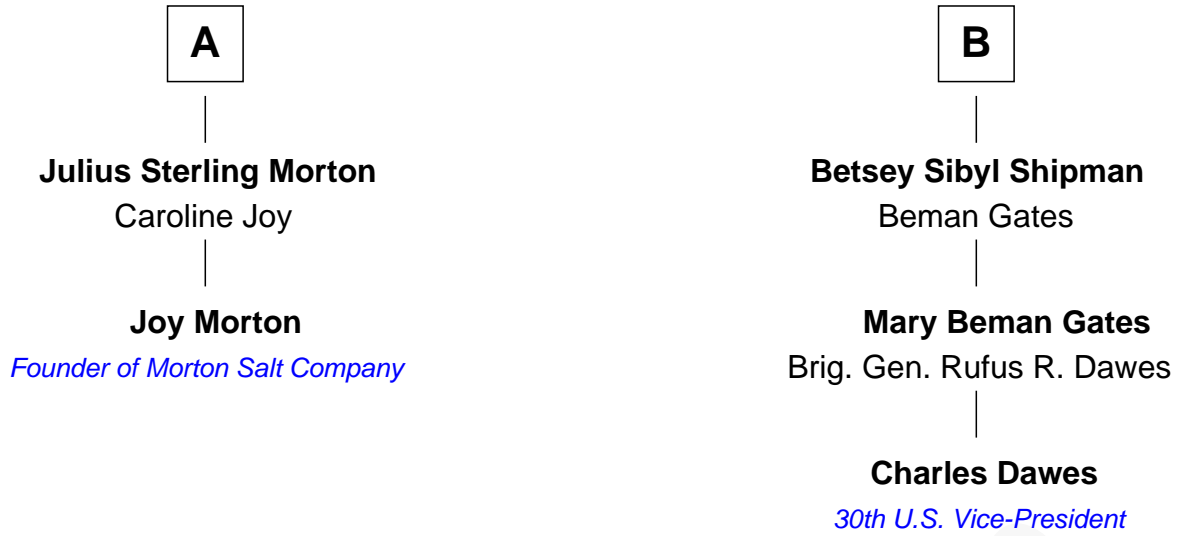 A
Julius Sterling Morton
Caroline Joy
Joy Morton
Founder of Morton Salt Company
B
Betsey Sibyl Shipman
Beman Gates
Mary Beman Gates
Brig. Gen. Rufus R. Dawes
Charles Dawes
30th U.S. Vice-President